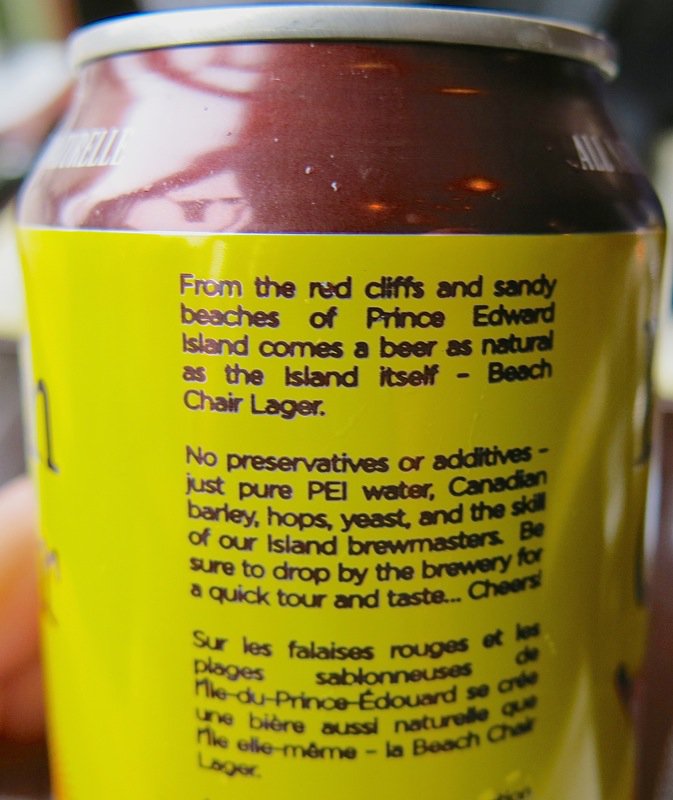 URELLE
ALL
From the red cliffs and sandy
beaches of Prince Edward
Island comes a beer as natural
as the Island itself - Beach
Chair Lager.
No preservatives or additives -
just pure PEI water, Canadian
barley, hops, yeast, and the skill
of our Island brewmasters. Be
sure to drop by the brewery for
a quick tour and taste... Cheers!
Sur les falaises rouges et les
plages sablonneuses de
l'Île-du-Prince-Édouard se crée
une bière aussi naturelle que
l'Île elle-même - la Beach Chair
Lager.